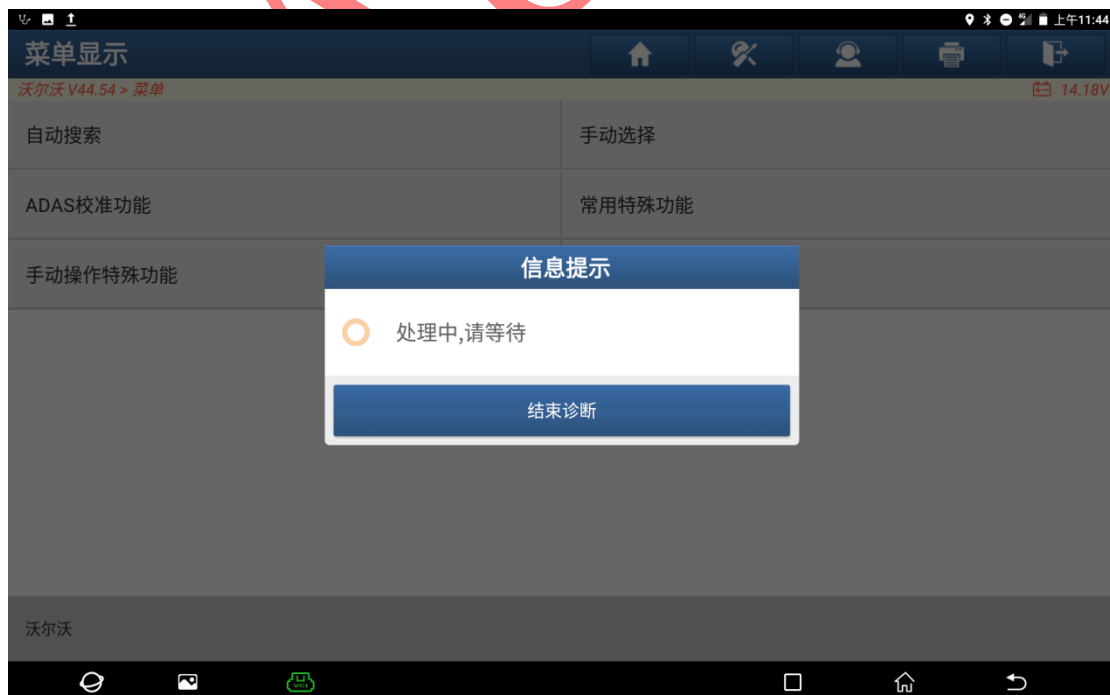 上午11:44
菜单显示
沃尔沃 V44.54 > 菜单
14.18V
自动搜索
手动选择
ADAS校准功能
常用特殊功能
手动操作特殊功能
信息提示
处理中,请等待
结束诊断
沃尔沃
VCI